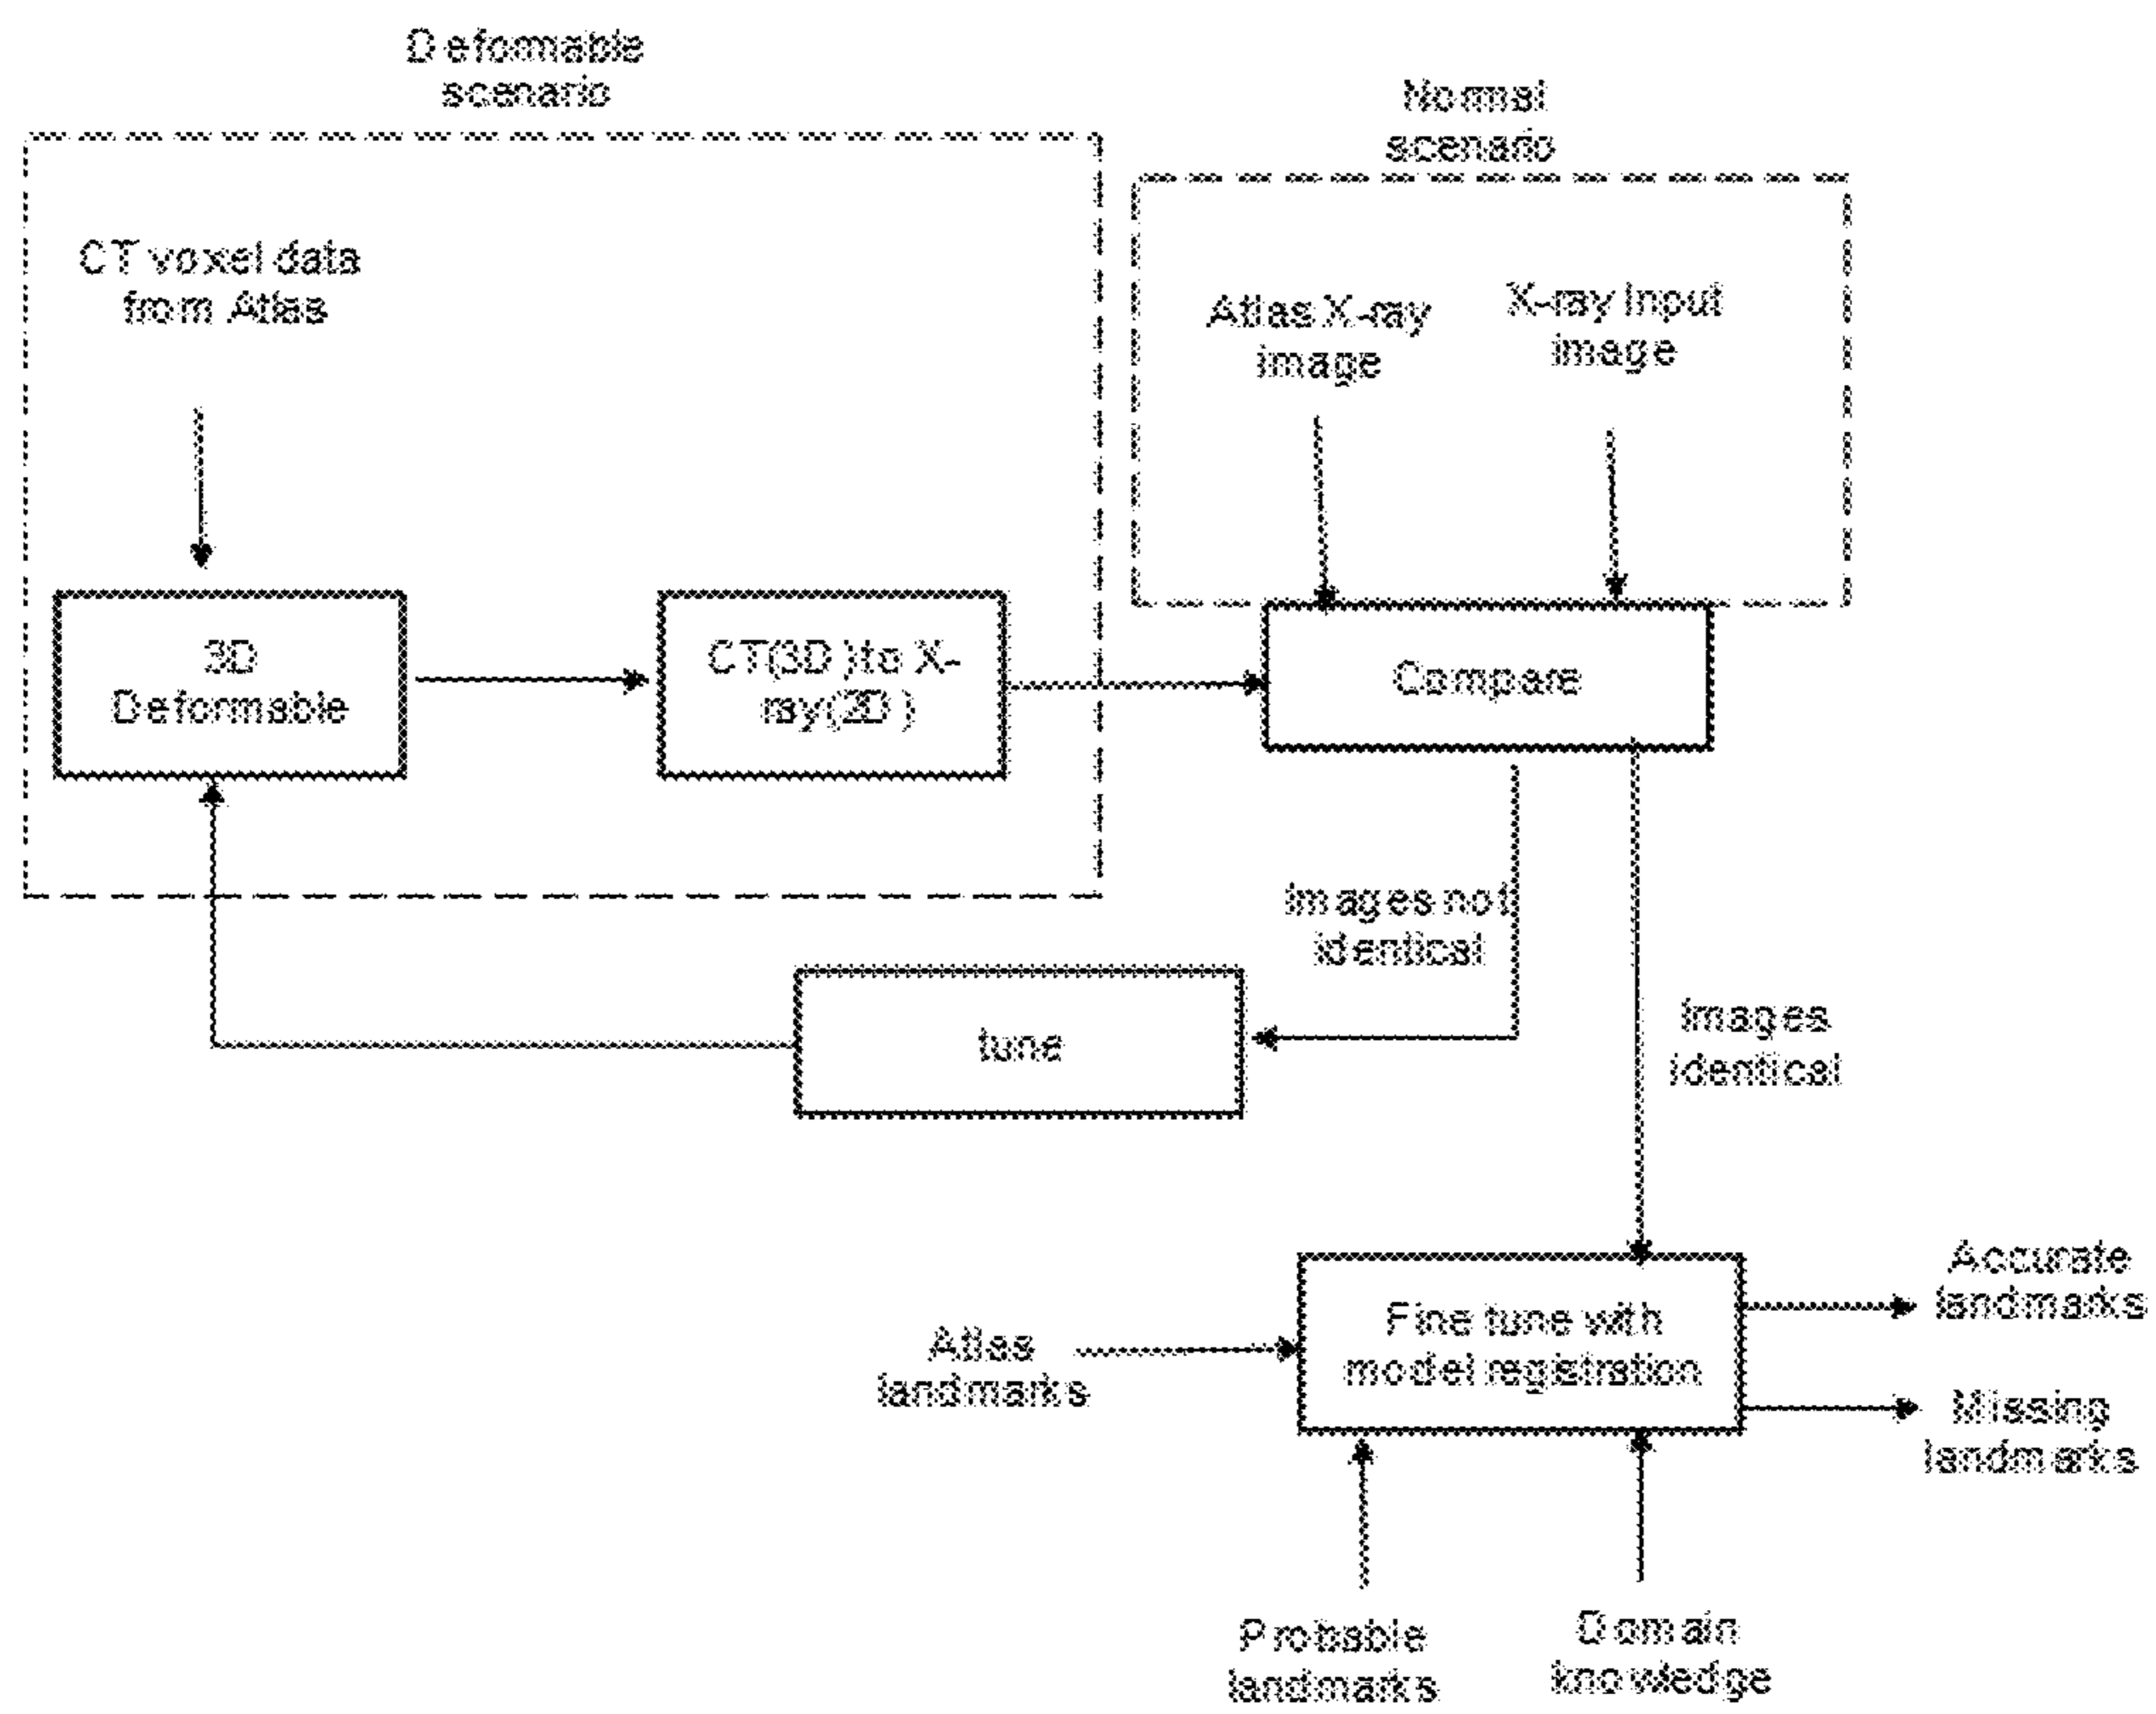 Deformable
scenario
Normal
scenario
CT voxel data
from Atlas
Atlas X-ray
image
X-ray Input
image
3D
Deformable
CT(3D) to X-
ray(2D)
Compare
Images not
identical
tune
Images
identical
Atlas
landmarks
Fine tune with
model registration
Accurate
landmarks
Missing
landmarks
Probable
landmarks
Domain
knowledge